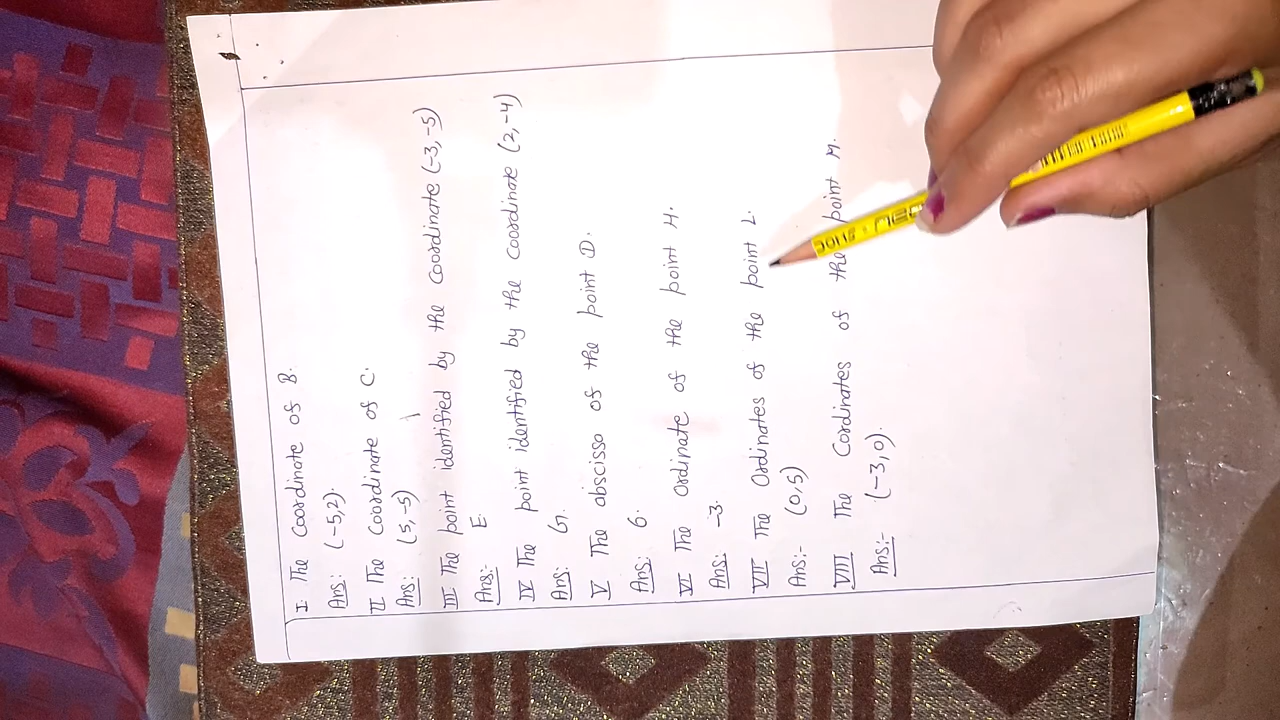 I. The Coordinate of B.
Ans: (-5,2).
II The coordinate of C.
Ans: (5,-5)
III The point identified by the coordinate (-3,-5)
Ans:- E.
IV The point identified by the coordinate (2,-4)
Ans: G.
V The abscisso of the point D.
Ans: 6.
VI The Ordinate of the point H.
Ans: -3.
VII The Ordinates of the point L.
Ans:- (0,5)
VIII The Cordinates of the point M.
Ans:- (-3,0).